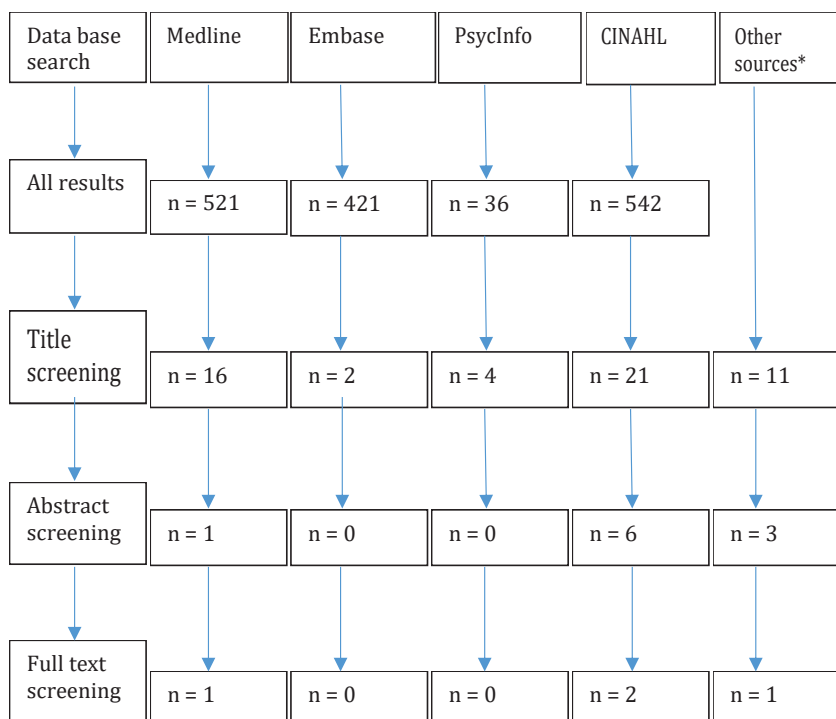 Data base
search
Medline
Embase
PsycInfo
CINAHL
Other
sources*
All results
n = 521
n = 421
n = 36
n = 542
Title
screening
n = 16
n = 2
n = 4
n = 21
n = 11
Abstract
screening
n = 1
n = 0
n = 0
n = 6
n = 3
Full text
screening
n = 1
n = 0
n = 0
n = 2
n = 1